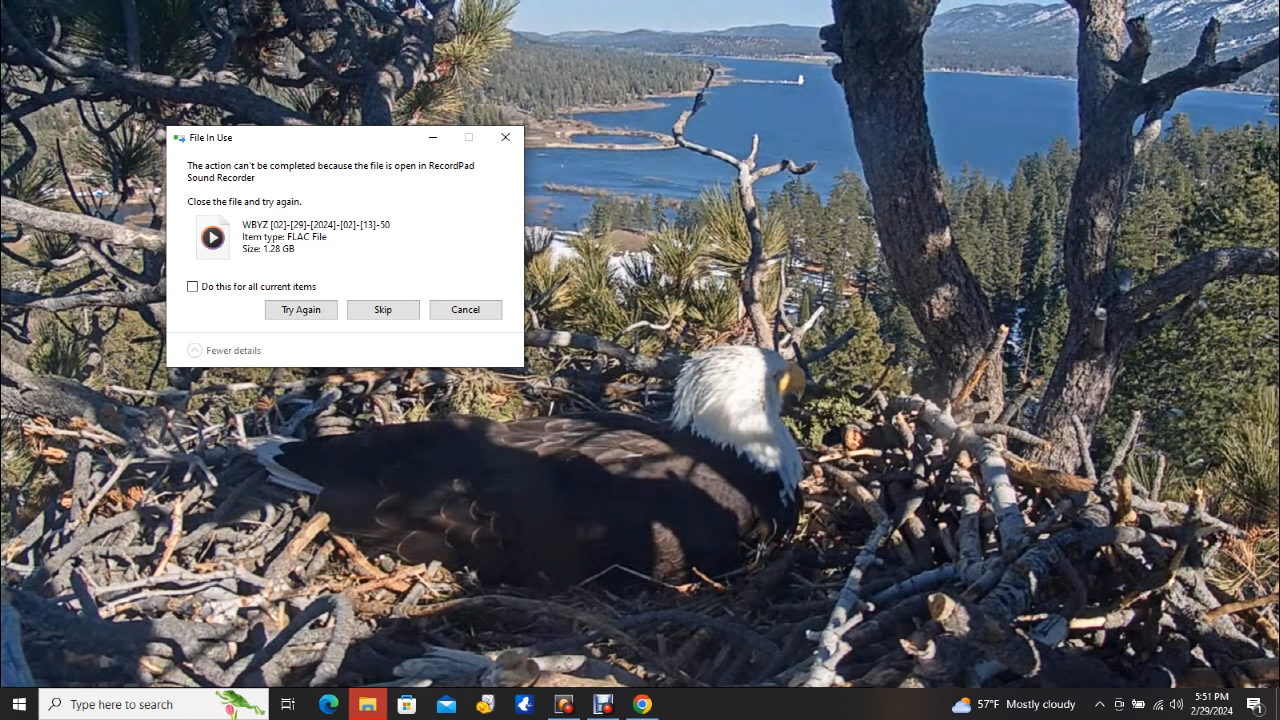 File In Use
The action can't be completed because the file is open in RecordPad
Sound Recorder
Close the file and try again.
WBYZ [02]-[29]-[2024]-[02]-[13]-50
Item type: FLAC File
Size: 1.28 GB
Do this for all current items
Try Again Skip Cancel
Fewer details
Type here to search
57°F Mostly cloudy
5:51 PM
2/29/2024
1